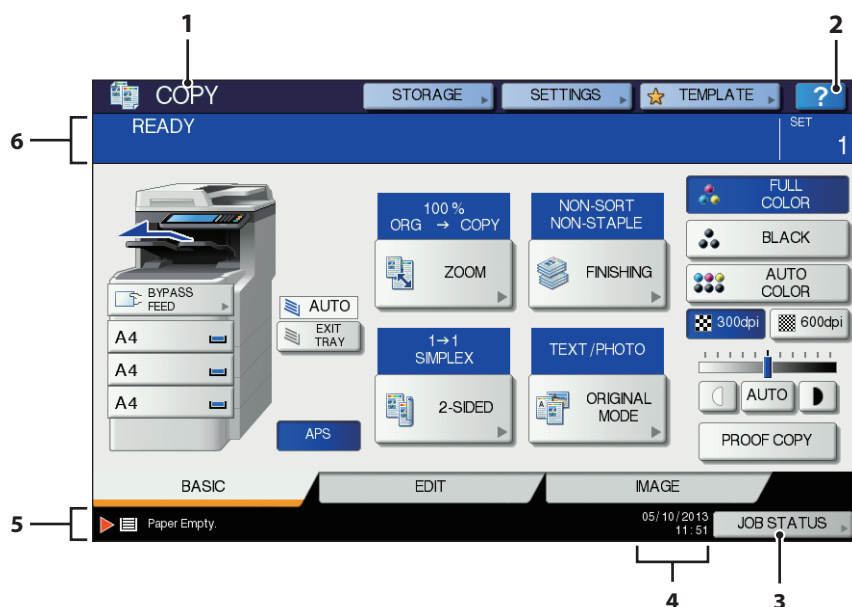 1
2
COPY
STORAGE
SETTINGS
TEMPLATE
?
6
READY
SET
1
100 %
ORG → COPY
ZOOM
NON-SORT
NON-STAPLE
FINISHING
FULL
COLOR
BLACK
AUTO
COLOR
300dpi
600dpi
BYPASS
FEED
AUTO
EXIT
TRAY
A4
A4
A4
1→1
SIMPLEX
2-SIDED
TEXT/PHOTO
ORIGINAL
MODE
AUTO
APS
PROOF COPY
BASIC
EDIT
IMAGE
5
Paper Empty.
05/10/2013
11:51
JOB STATUS
4
3